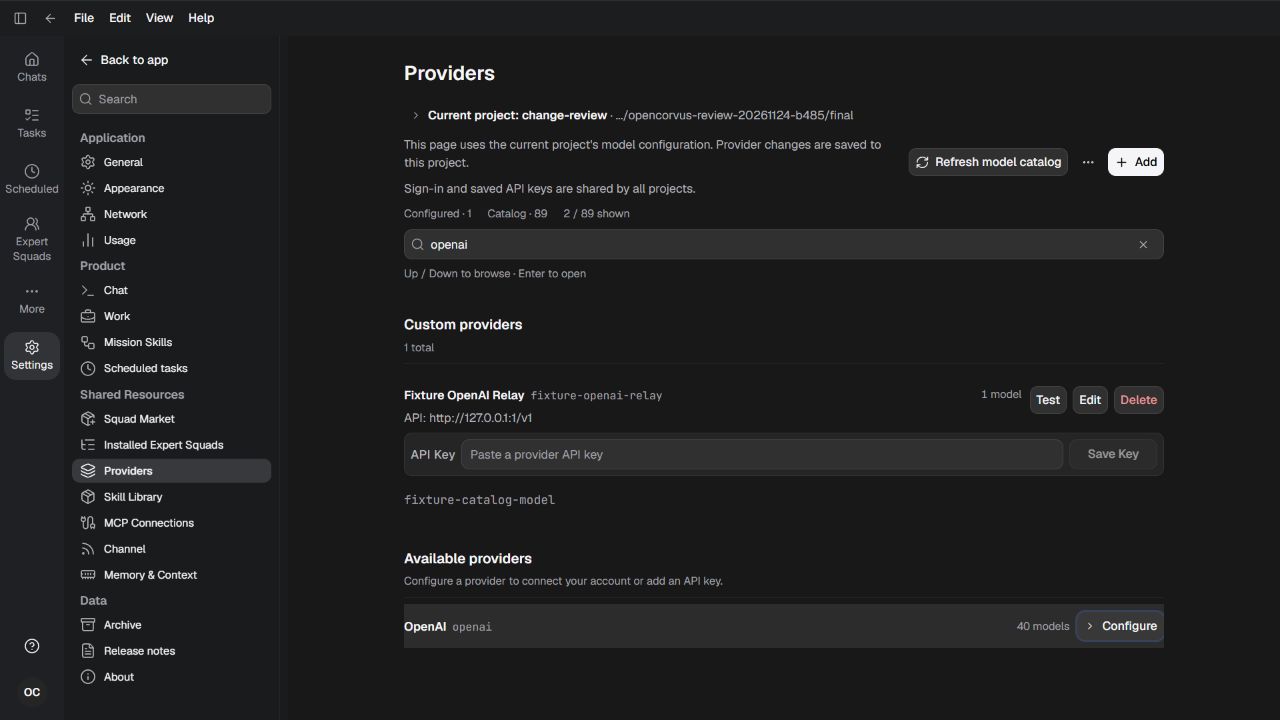 File Edit View Help
Chats
Tasks
Scheduled
Expert
Squads
More
Settings
OC
Back to app
Search
Application
General
Appearance
Network
Usage
Product
Chat
Work
Mission Skills
Scheduled tasks
Shared Resources
Squad Market
Installed Expert Squads
Providers
Skill Library
MCP Connections
Channel
Memory & Context
Data
Archive
Release notes
About
Providers
Current project: change-review · .../opencorvus-review-20261124-b485/final
This page uses the current project's model configuration. Provider changes are saved to
this project.
Sign-in and saved API keys are shared by all projects.
Refresh model catalog ··· Add
Configured · 1 Catalog · 89 2 / 89 shown
openai
Up / Down to browse · Enter to open
Custom providers
1 total
Fixture OpenAI Relay fixture-openai-relay 1 model Test Edit Delete
API: http://127.0.0.1:1/v1
API Key Paste a provider API key Save Key
fixture-catalog-model
Available providers
Configure a provider to connect your account or add an API key.
OpenAI openai 40 models Configure